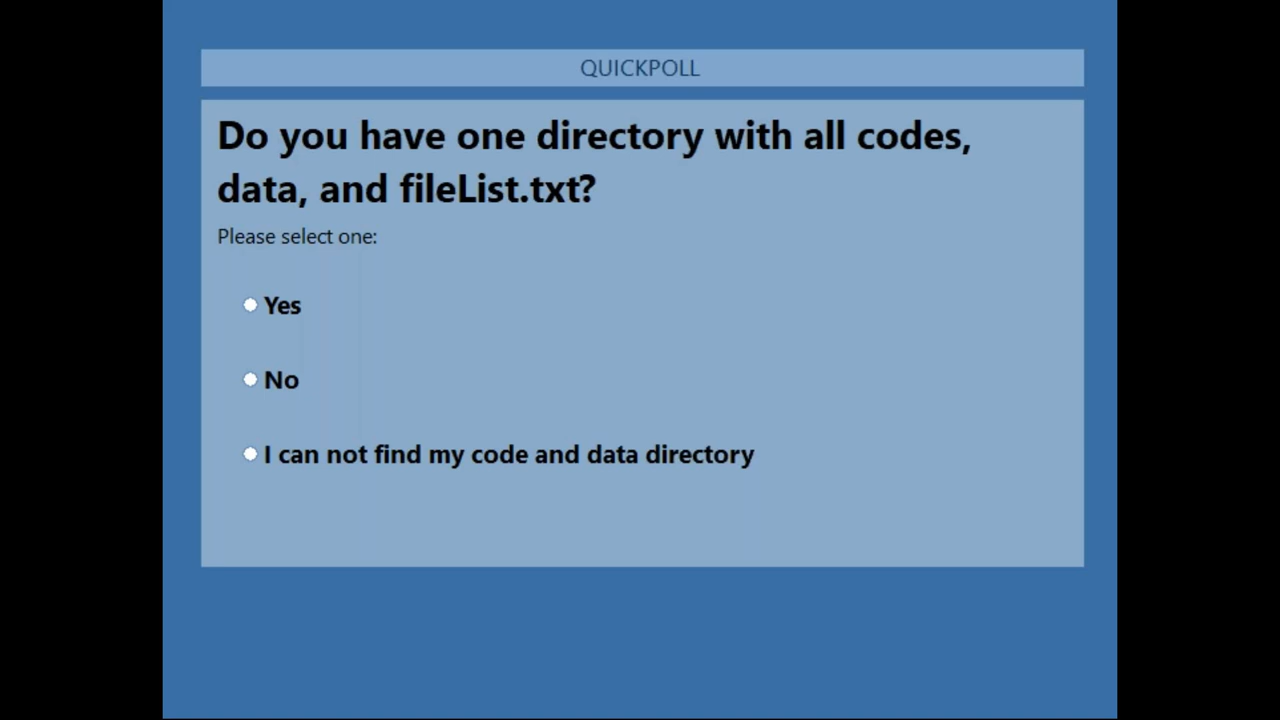 QUICKPOLL
Do you have one directory with all codes,
data, and fileList.txt?
Please select one:
Yes
No
I can not find my code and data directory